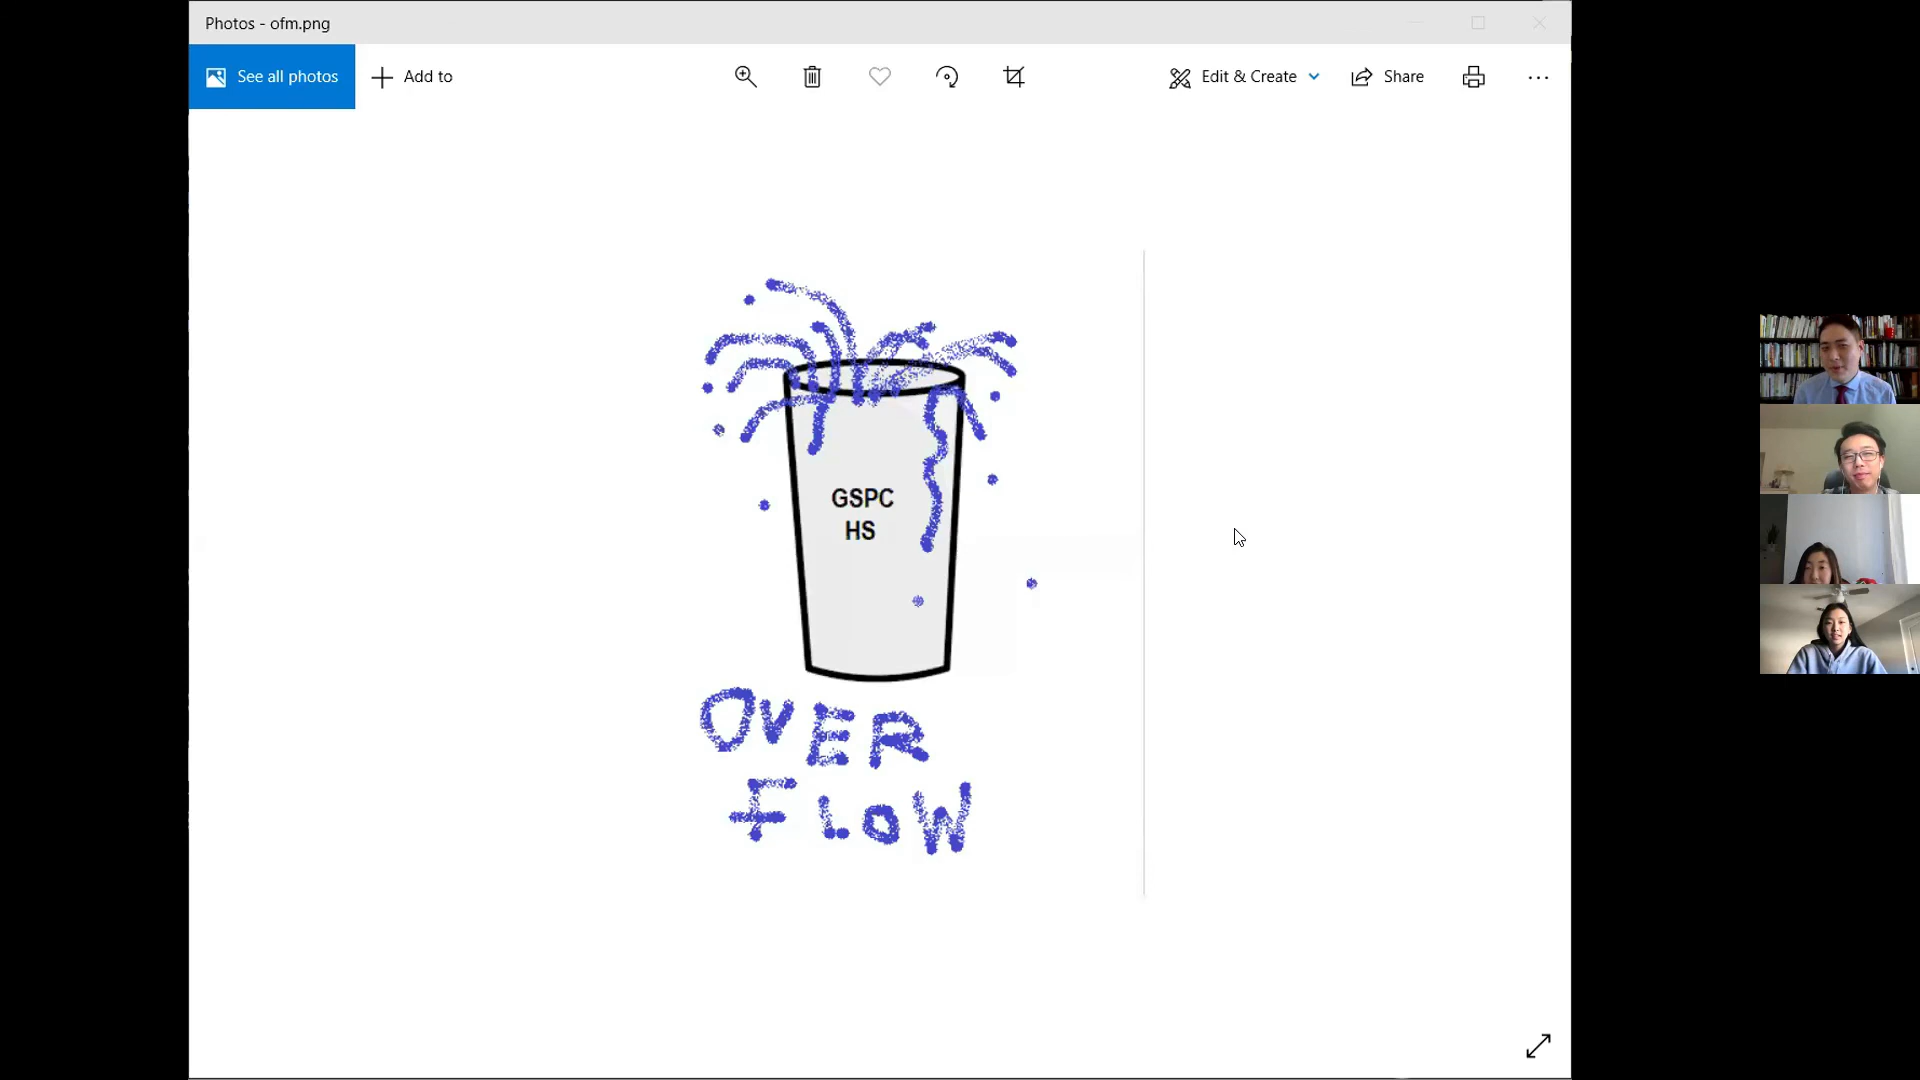 Photos - ofm.png
See all photos
Add to
Edit & Create
Share
GSPC
HS
OVER
FLOW